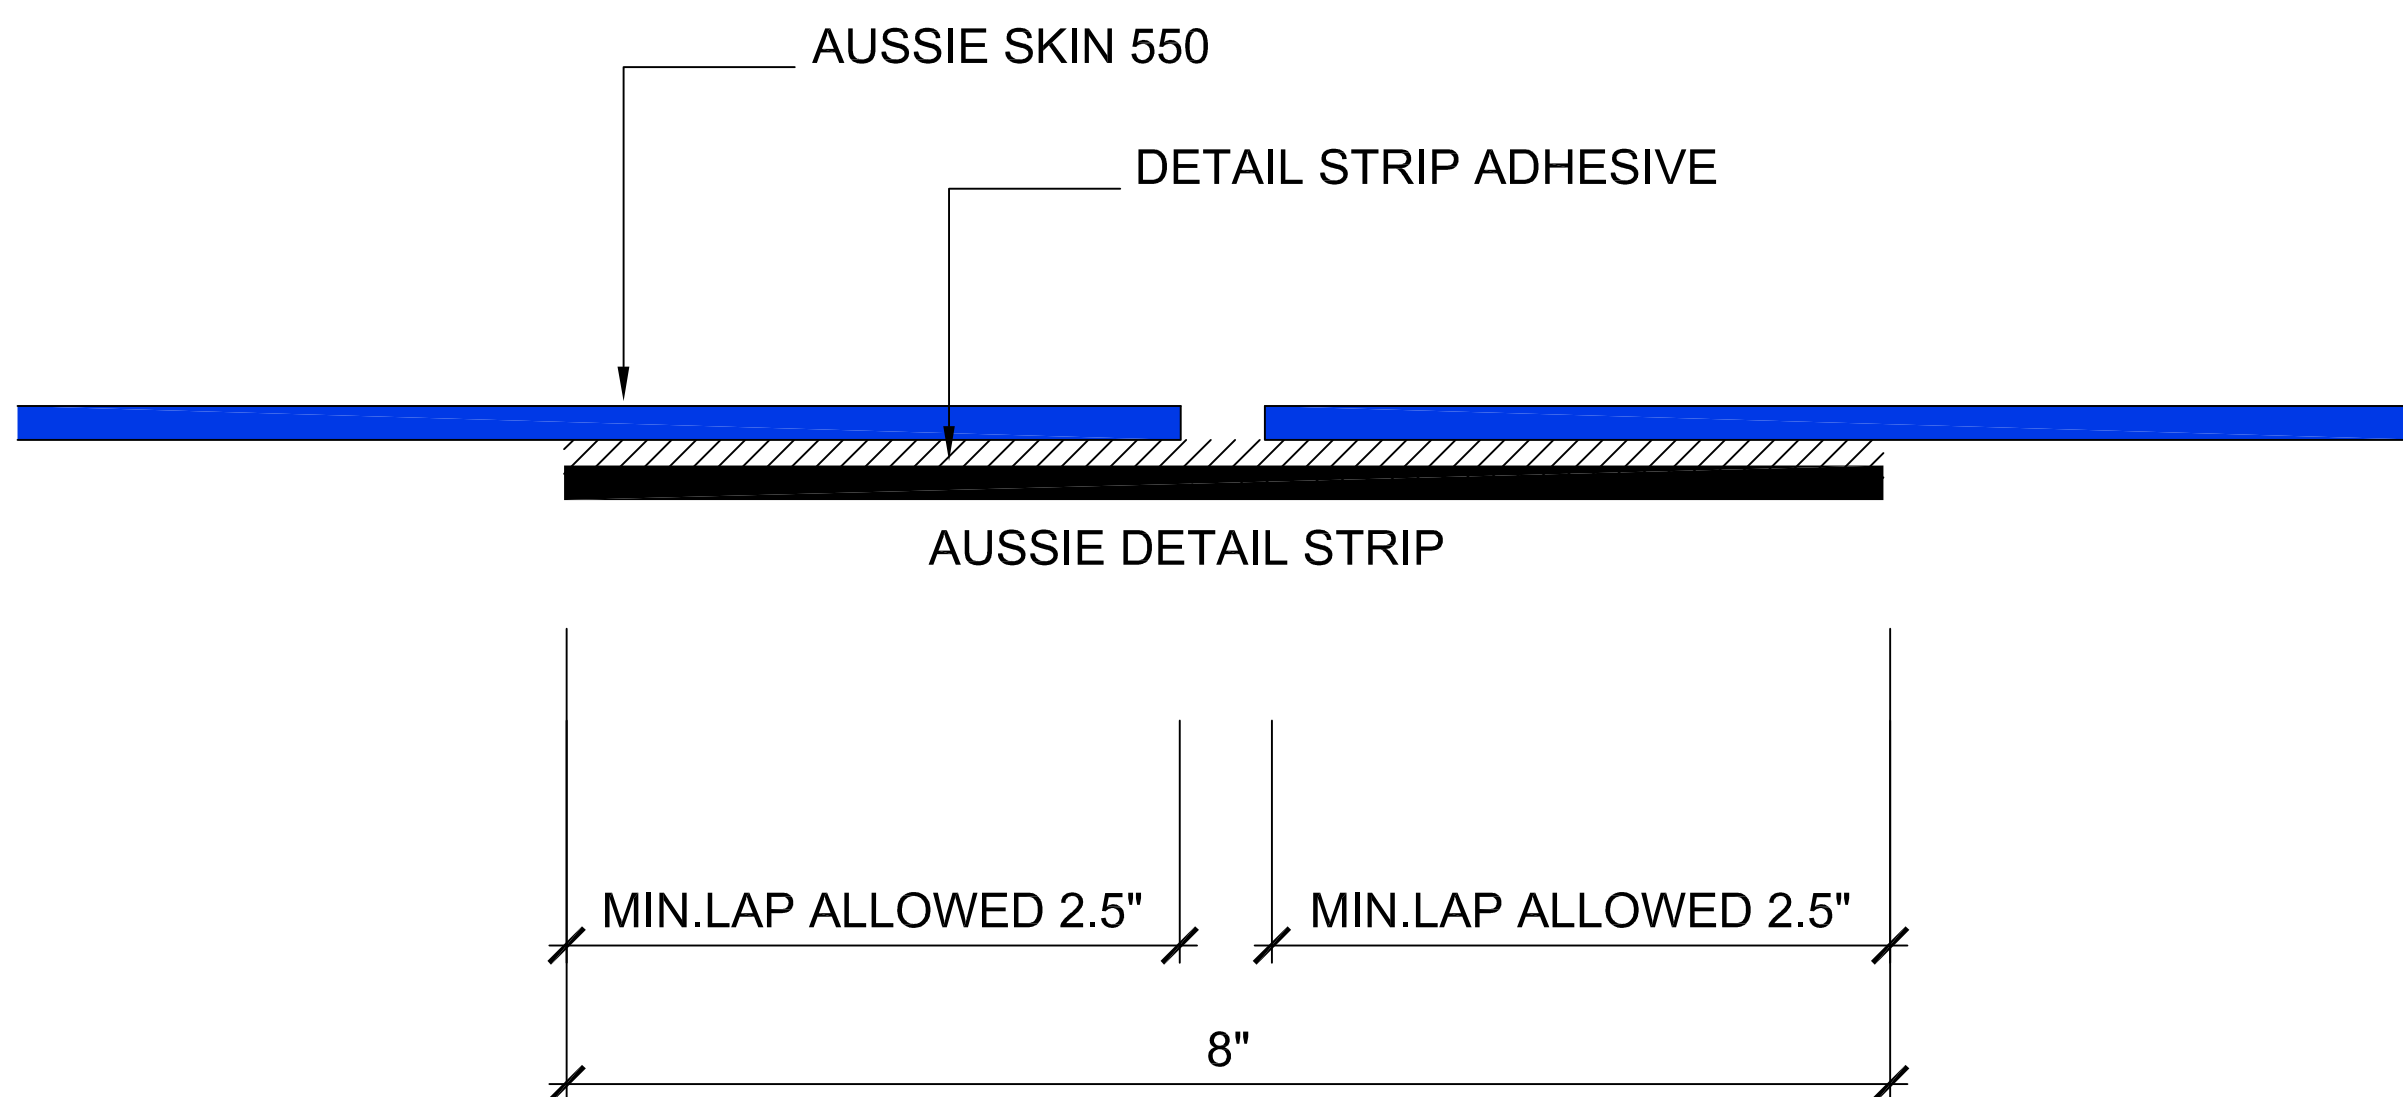 AUSSIE SKIN 550
DETAIL STRIP ADHESIVE
AUSSIE DETAIL STRIP
MIN.LAP ALLOWED 2.5"
MIN.LAP ALLOWED 2.5"
8"